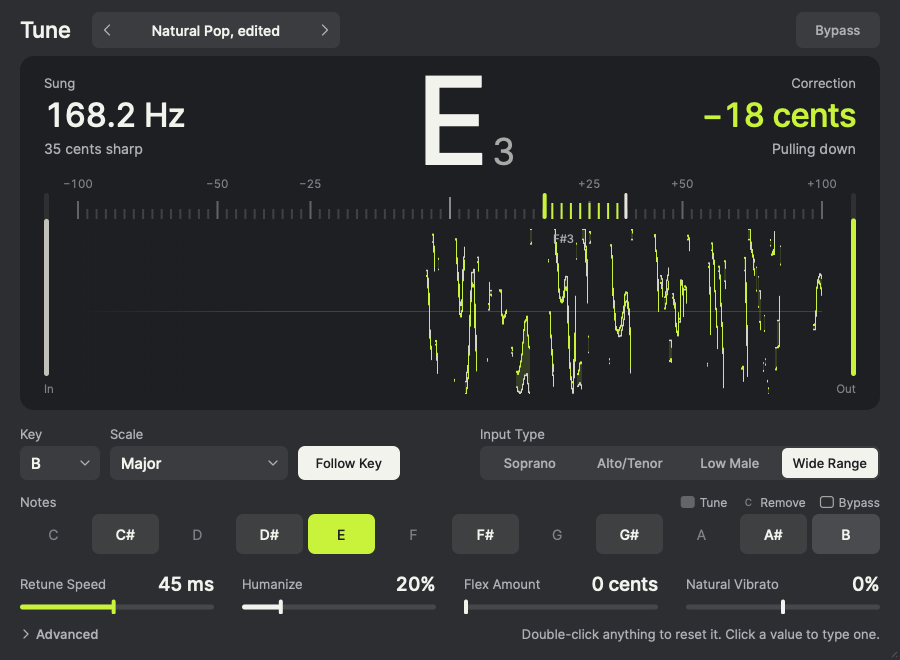 Tune
Natural Pop, edited
Bypass
Sung
168.2 Hz
35 cents sharp
E3
Correction
−18 cents
Pulling down
−100 −50 −25 +25 +50 +100
F#3
In
Out
Key
B
Scale
Major
Follow Key
Input Type
Soprano Alto/Tenor Low Male Wide Range
Notes
Tune C Remove Bypass
C C# D D# E F F# G G# A A# B
Retune Speed 45 ms Humanize 20% Flex Amount 0 cents Natural Vibrato 0%
Advanced
Double-click anything to reset it. Click a value to type one.